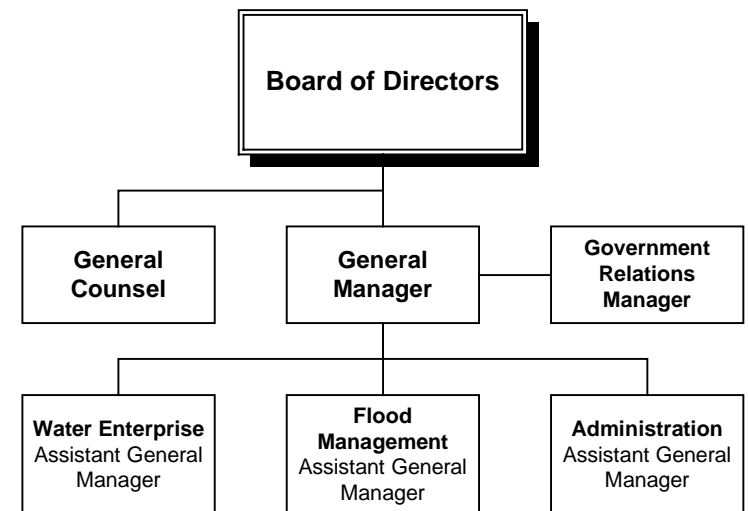 Board of Directors
General
Counsel
General
Manager
Government
Relations
Manager
Water Enterprise
Assistant General
Manager
Flood
Management
Assistant General
Manager
Administration
Assistant General
Manager